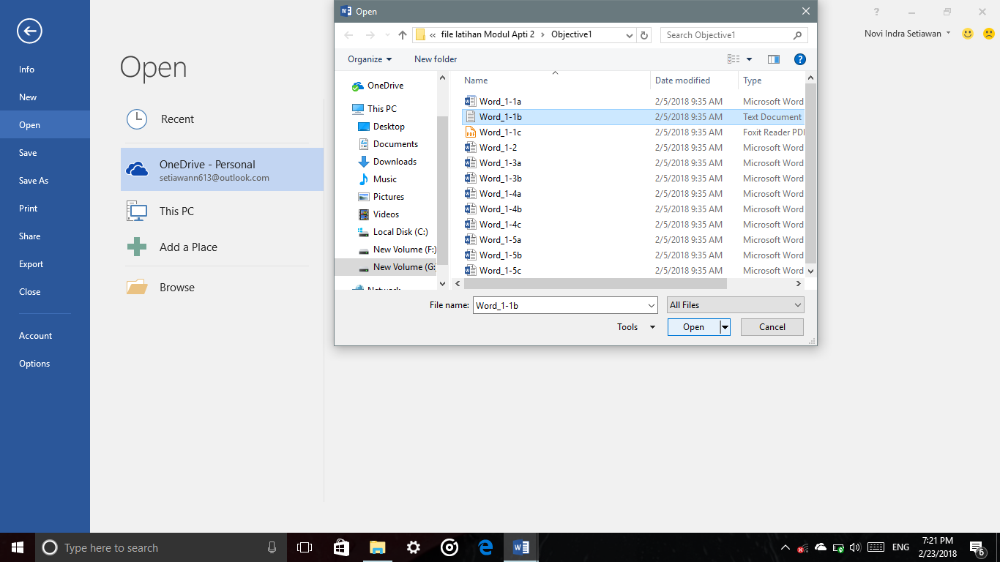 Open
« file latihan Modul Apti 2 > Objective1
Search Objective1
Novi Indra Setiawan
Organize
New folder
Info
New
Open
Save
Save As
Print
Share
Export
Close
Account
Options
Open
Recent
OneDrive - Personal
setiawann613@outlook.com
This PC
Add a Place
Browse
OneDrive
This PC
Desktop
Documents
Downloads
Music
Pictures
Videos
Local Disk (C:)
New Volume (F:)
New Volume (G:
Network
Name Date modified Type
Word_1-1a 2/5/2018 9:35 AM Microsoft Word
Word_1-1b 2/5/2018 9:35 AM Text Document
PDF Word_1-1c 2/5/2018 9:35 AM Foxit Reader PDF
Word_1-2 2/5/2018 9:35 AM Microsoft Word
Word_1-3a 2/5/2018 9:35 AM Microsoft Word
Word_1-3b 2/5/2018 9:35 AM Microsoft Word
Word_1-4a 2/5/2018 9:35 AM Microsoft Word
Word_1-4b 2/5/2018 9:35 AM Microsoft Word
Word_1-4c 2/5/2018 9:35 AM Microsoft Word
Word_1-5a 2/5/2018 9:35 AM Microsoft Word
Word_1-5b 2/5/2018 9:35 AM Microsoft Word
Word_1-5c 2/5/2018 9:35 AM Microsoft Word
File name: Word_1-1b All Files
Tools Open Cancel
Type here to search
ENG
7:21 PM
2/23/2018
6